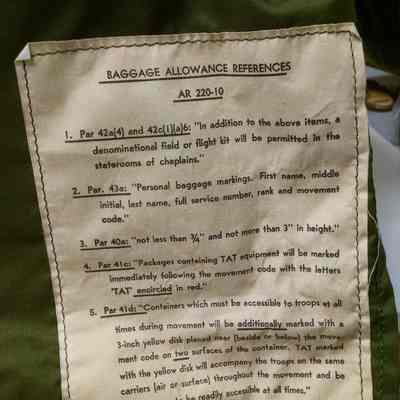 BAGGAGE ALLOWANCE REFERENCES
AR 220-10
1. Par 42a(4) and 42c(1)(a)6: "In addition to the above items, a
denominational field or flight kit will be permitted in the
staterooms of chaplains."
2. Par. 43a: "Personal baggage markings. First name, middle
initial, last name, full service number, rank and movement
code."
3. Par 40a: "not less than ¾" and not more than 3" in height."
4. Par 41c: "Packages containing TAT equipment will be marked
immediately following the movement code with the letters
'TAT' encircled in red."
5. Par 41d: "Containers which must be accessible to troops at all
times during movement will be additionally marked with a
3-inch yellow disk placed near (beside or below) the move-
ment code on two surfaces of the container. TAT marked
with the yellow disk will accompany the troops on the same
carriers (air or surface) throughout the movement and be
to be readily accesible at all times."